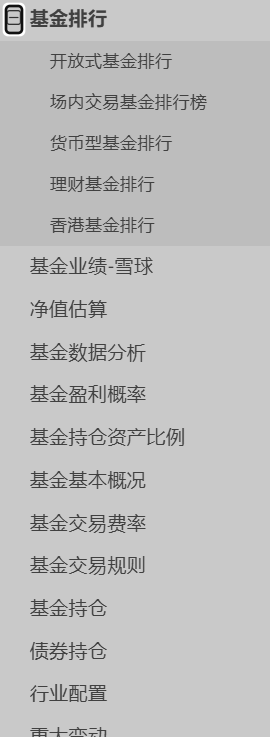 基金排行
开放式基金排行
场内交易基金排行榜
货币型基金排行
理财基金排行
香港基金排行
基金业绩-雪球
净值估算
基金数据分析
基金盈利概率
基金持仓资产比例
基金基本概况
基金交易费率
基金交易规则
基金持仓
债券持仓
行业配置
重大变动